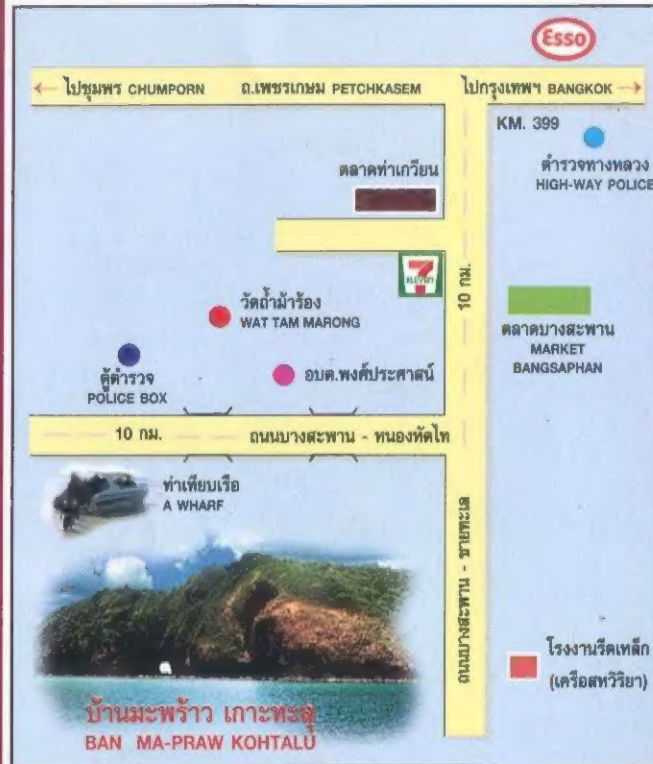 Esso
← ไปชุมพร CHUMPORN ถ.เพชรเกษม PETCHKASEM ไปกรุงเทพฯ BANGKOK →
KM. 399
ตำรวจทางหลวง
HIGH-WAY POLICE
ตลาดท่าเกวียน
7
ELEVEN
10 กม.
วัดถ้ำม้าร้อง
WAT TAM MARONG
ตลาดบางสะพาน
MARKET
BANGSAPHAN
ตู้ตำรวจ
POLICE BOX
อบต.พงศ์ประศาสน์
10 กม. ถนนบางสะพาน - หนองหัดไท
ท่าเทียบเรือ
A WHARF
ถนนบางสะพาน - ชายทะเล
โรงงานรีดเหล็ก
(เครือสหวิริยา)
บ้านมะพร้าว เกาะทะลุ
BAN MA-PRAW KOHTALU